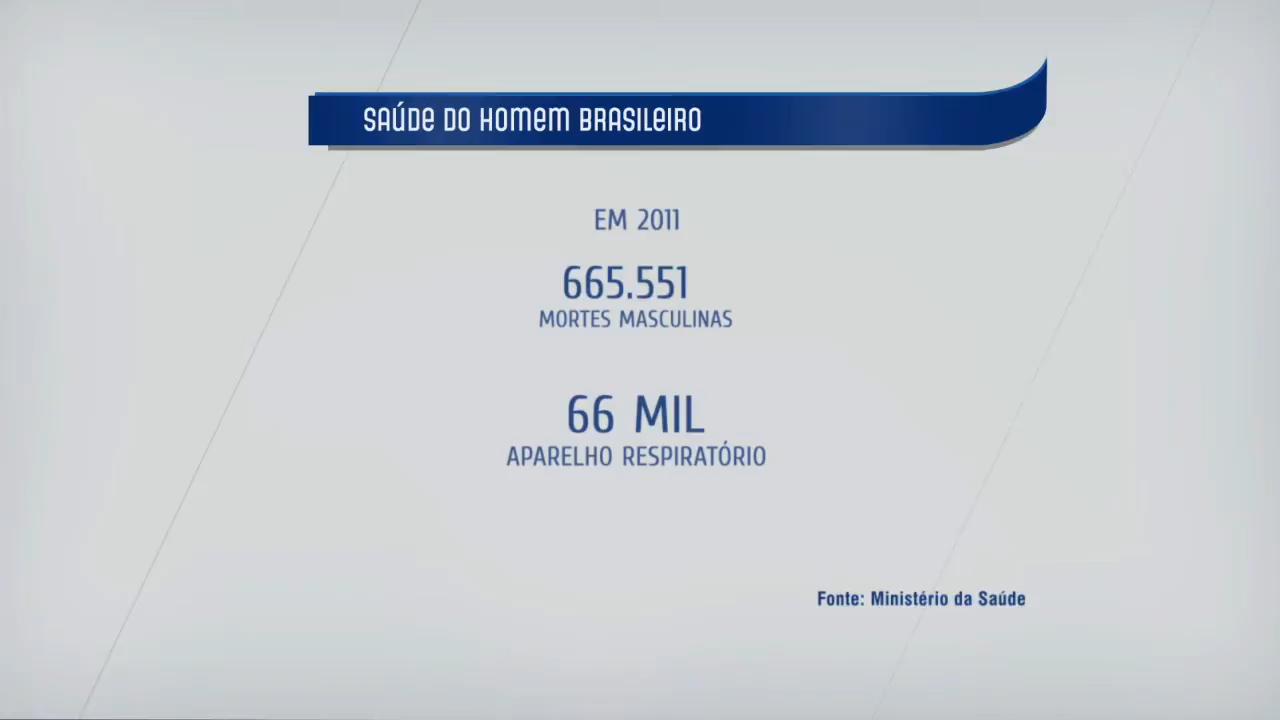 SAÚDE DO HOMEM BRASILEIRO
EM 2011
665.551
MORTES MASCULINAS
66 MIL
APARELHO RESPIRATÓRIO
Fonte: Ministério da Saúde